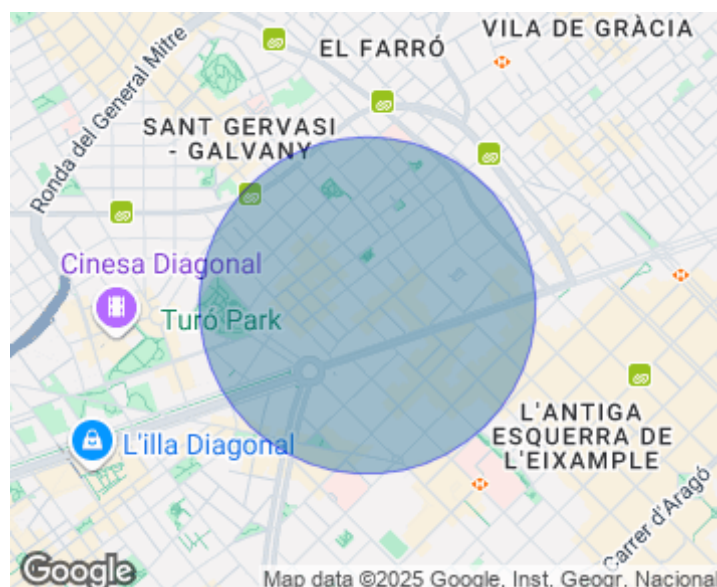 VILA DE GRÀCIA
EL FARRÓ
Ronda del General Mitre
SANT GERVASI
- GALVANY
Cinesa Diagonal
Turó Park
L'illa Diagonal
L'ANTIGA
ESQUERRA DE
L'EIXAMPLE
Carrer d'Aragó
Google
Map data ©2025 Google, Inst. Geogr. Nacional